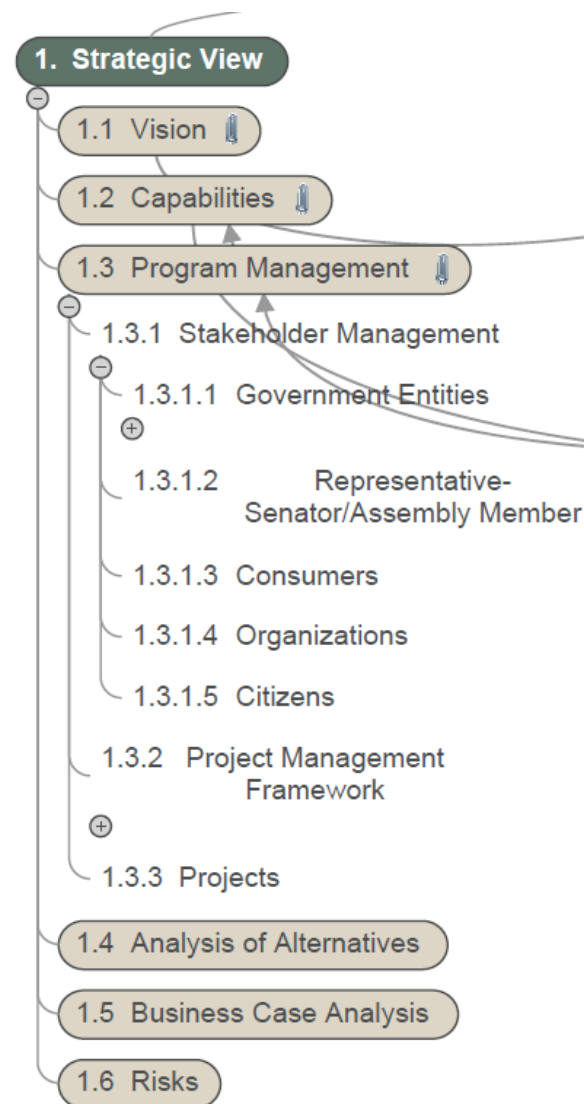 1. Strategic View
1.1 Vision
1.2 Capabilities
1.3 Program Management
1.3.1 Stakeholder Management
1.3.1.1 Government Entities
1.3.1.2 Representative-
Senator/Assembly Member
1.3.1.3 Consumers
1.3.1.4 Organizations
1.3.1.5 Citizens
1.3.2 Project Management
Framework
1.3.3 Projects
1.4 Analysis of Alternatives
1.5 Business Case Analysis
1.6 Risks